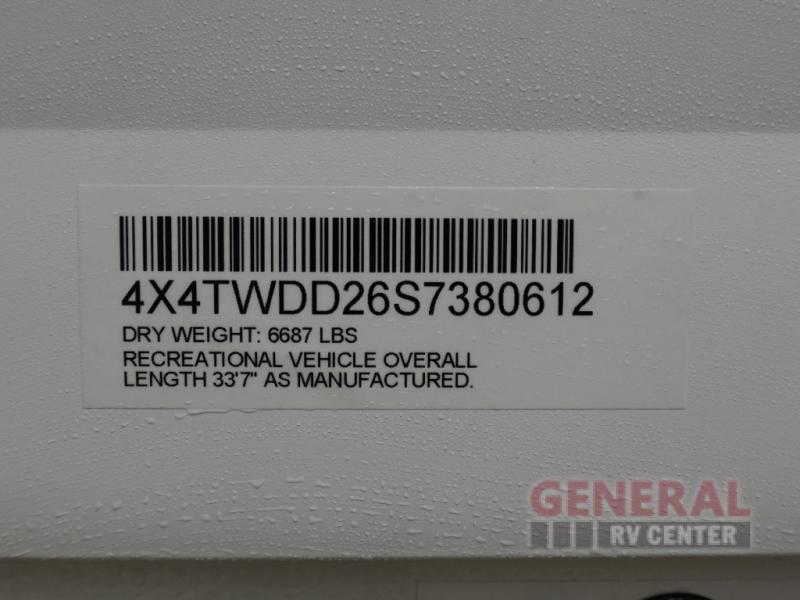 4X4TWDD26S7380612
DRY WEIGHT: 6687 LBS
RECREATIONAL VEHICLE OVERALL
LENGTH 33'7" AS MANUFACTURED.
GENERAL
RV CENTER